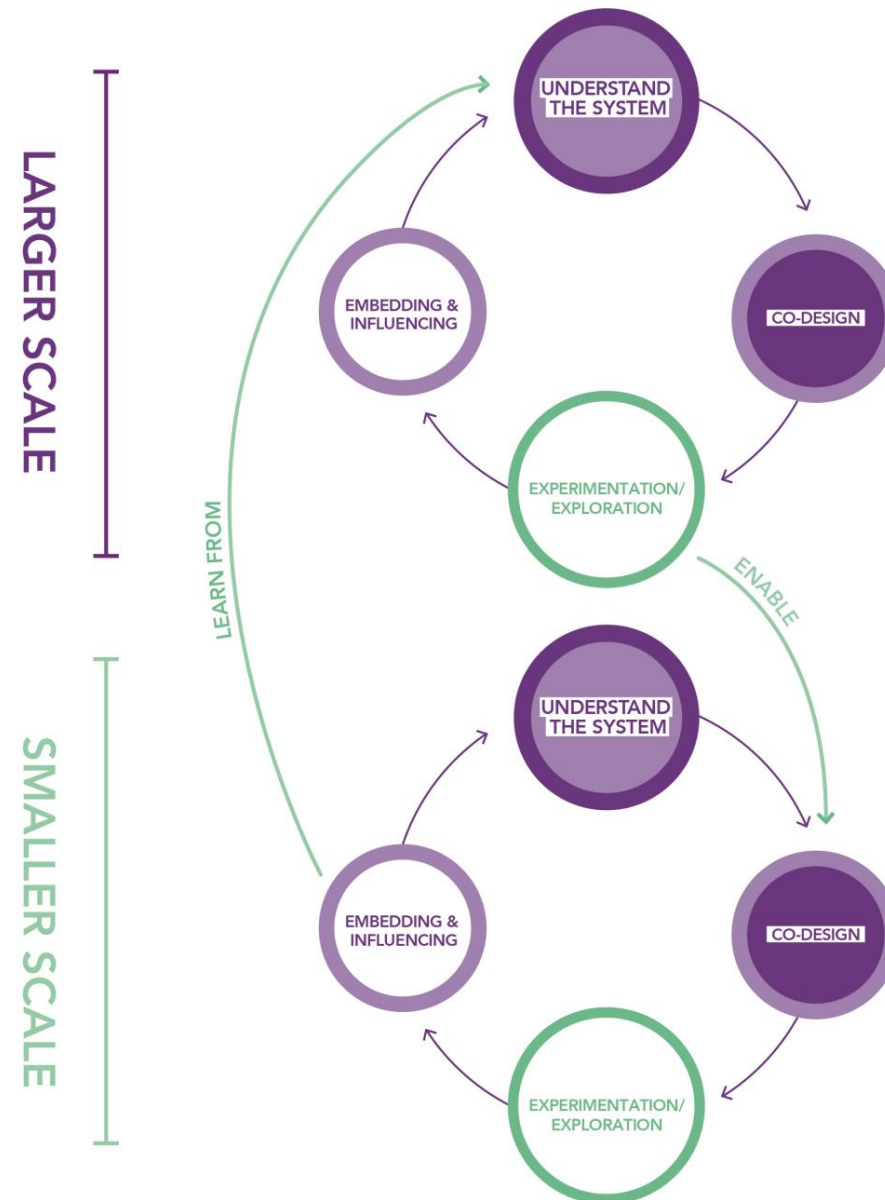 LARGER SCALE
UNDERSTAND
THE SYSTEM
EMBEDDING &
INFLUENCING
CO-DESIGN
EXPERIMENTATION/
EXPLORATION
LEARN FROM
ENABLE
SMALLER SCALE
UNDERSTAND
THE SYSTEM
EMBEDDING &
INFLUENCING
CO-DESIGN
EXPERIMENTATION/
EXPLORATION